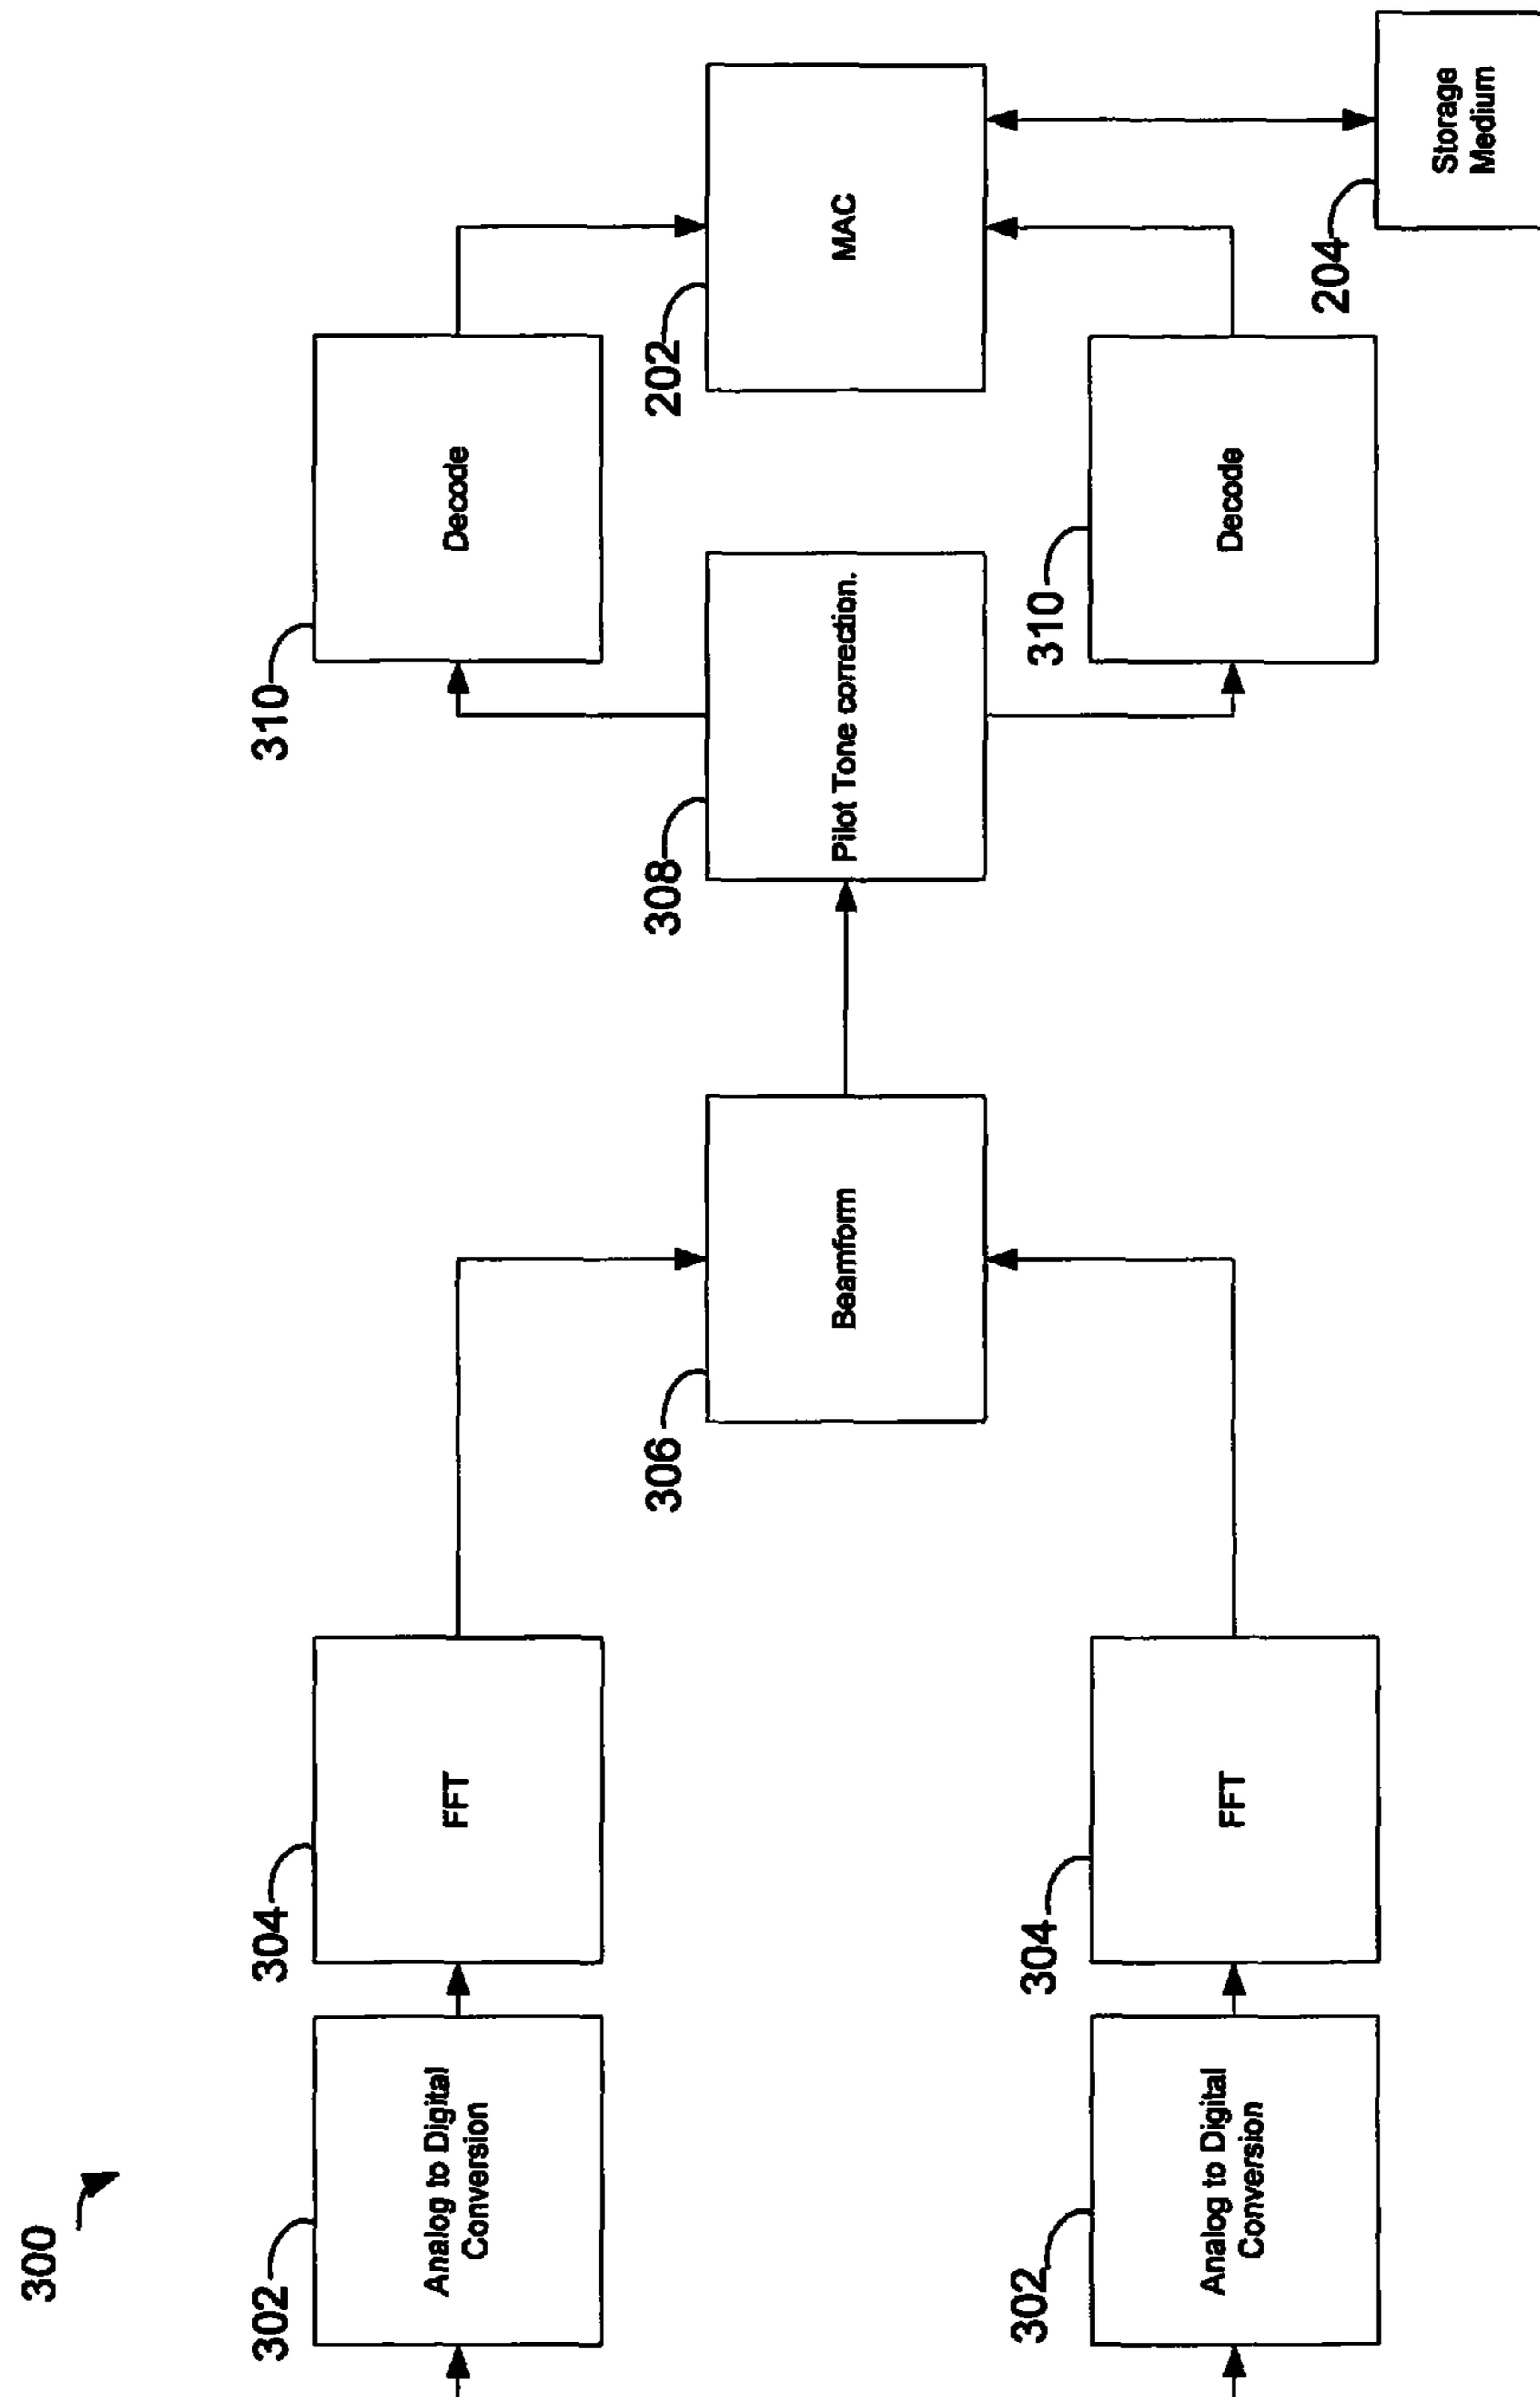 300
302
Analog to Digital
Conversion
304
FFT
306
Beamform
308
Pilot Tone correction.
310
Decode
202
MAC
302
Analog to Digital
Conversion
304
FFT
310
Decode
204
Storage
Medium